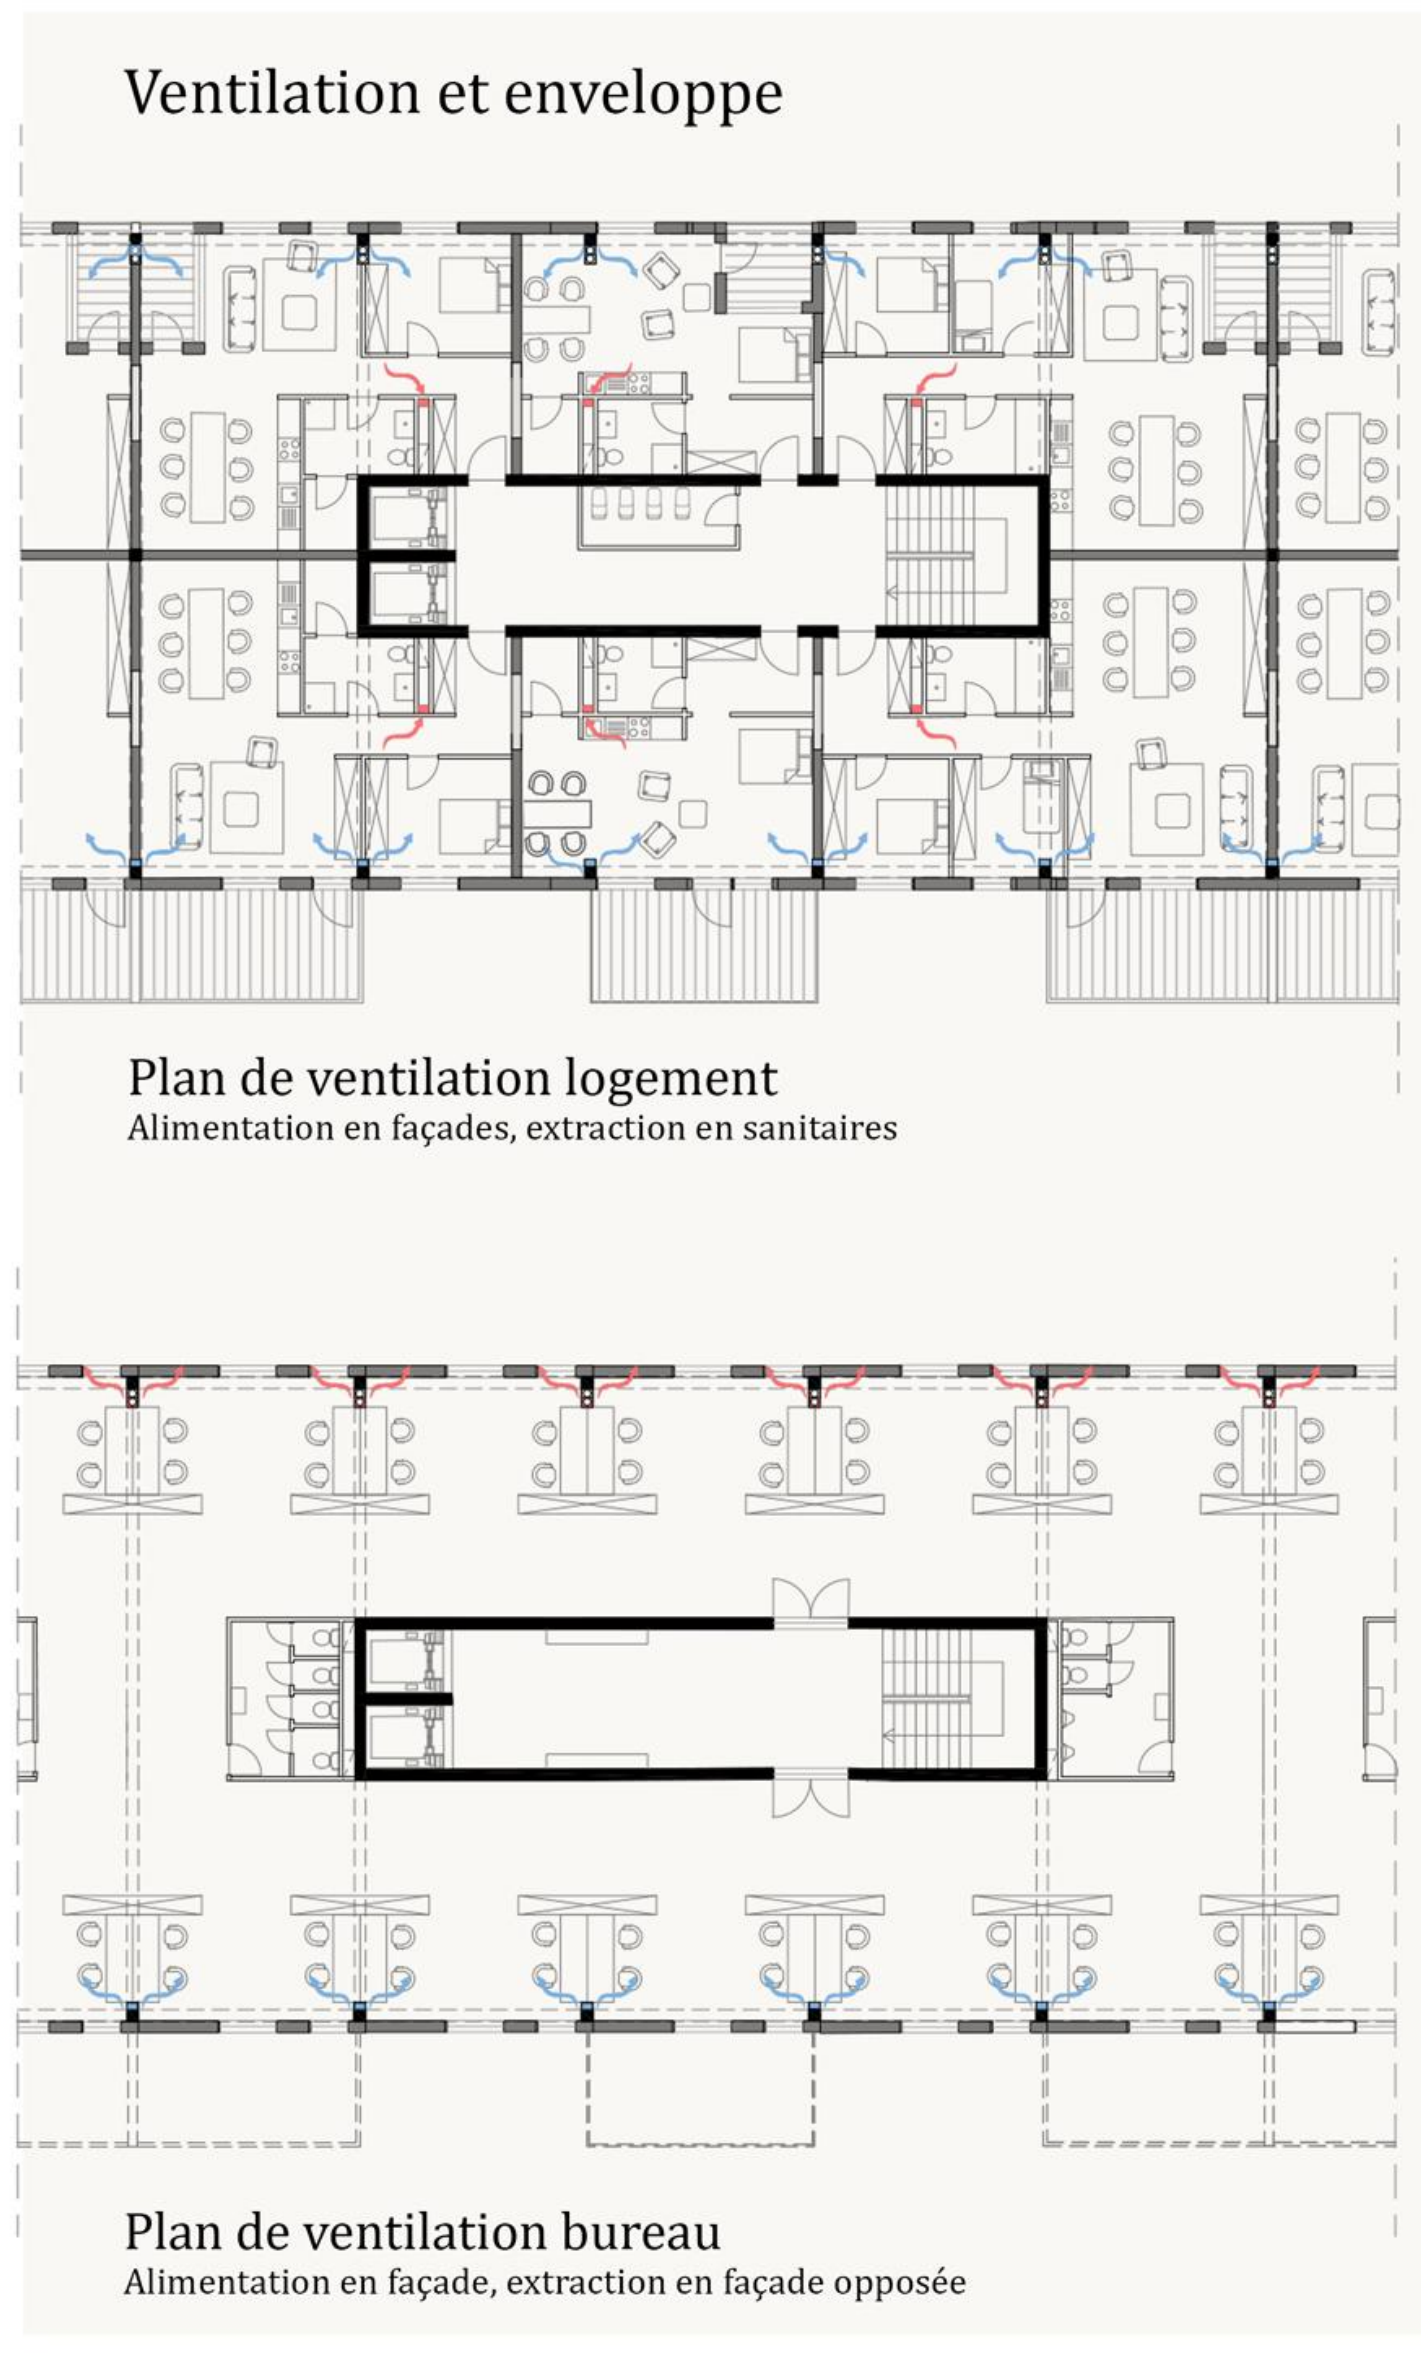 Ventilation et enveloppe
Plan de ventilation logement
Alimentation en façades, extraction en sanitaires
Plan de ventilation bureau
Alimentation en façade, extraction en façade opposée